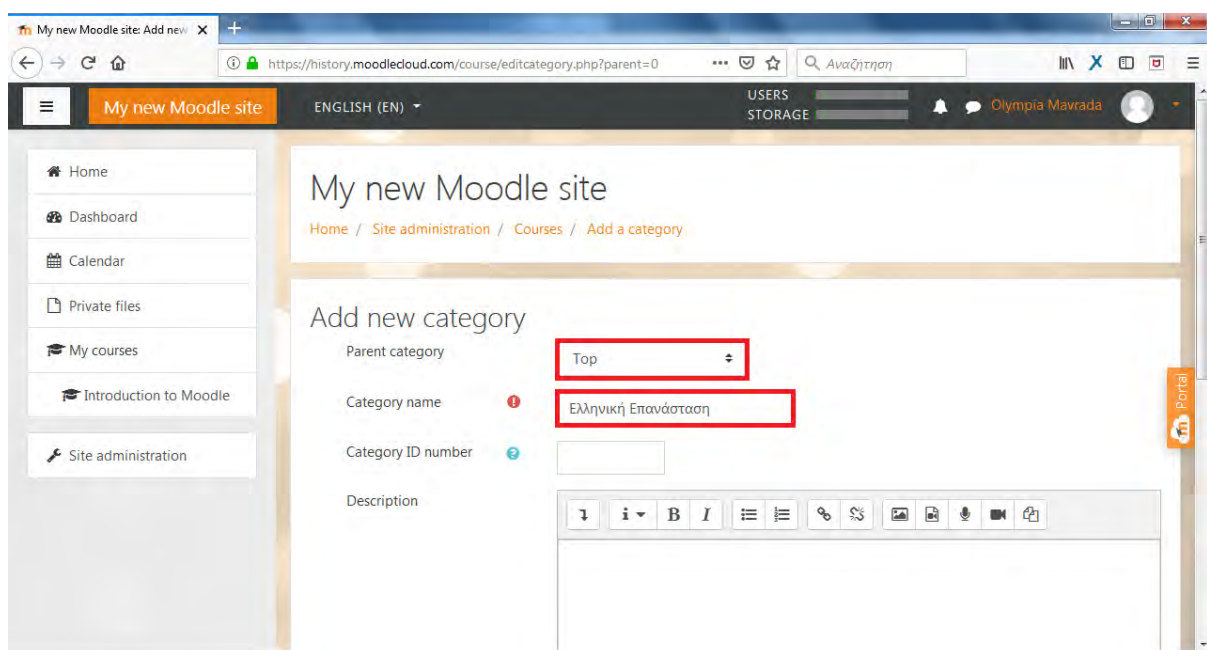 My new Moodle site: Add new
https://history.moodlecloud.com/course/editcategory.php?parent=0
Αναζήτηση
My new Moodle site
ENGLISH (EN)
USERS
STORAGE
Olympia Mavrada
Home
Dashboard
Calendar
Private files
My courses
Introduction to Moodle
Site administration
My new Moodle site
Home / Site administration / Courses / Add a category
Add new category
Parent category
Top
Category name
Ελληνική Επανάσταση
Category ID number
Description
B I
Portal